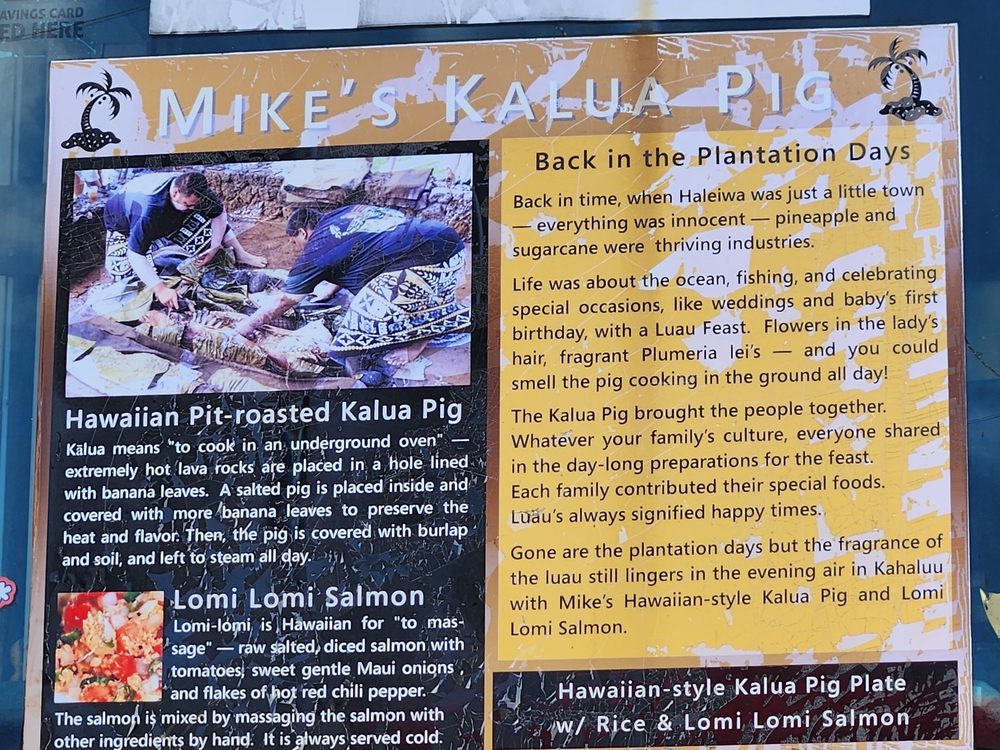 AVINGS CARD
ED HERE
MIKE'S KALUA PIG
Hawaiian Pit-roasted Kalua Pig
Kālua means "to cook in an underground oven" —
extremely hot lava rocks are placed in a hole lined
with banana leaves. A salted pig is placed inside and
covered with more banana leaves to preserve the
heat and flavor. Then, the pig is covered with burlap
and soil, and left to steam all day.
Lomi Lomi Salmon
Lomi-lomi is Hawaiian for "to mas-
sage" — raw salted, diced salmon with
tomatoes, sweet gentle Maui onions
and flakes of hot red chili pepper.
The salmon is mixed by massaging the salmon with
other ingredients by hand. It is always served cold.
Back in the Plantation Days
Back in time, when Haleiwa was just a little town
— everything was innocent — pineapple and
sugarcane were thriving industries.
Life was about the ocean, fishing, and celebrating
special occasions, like weddings and baby's first
birthday, with a Luau Feast. Flowers in the lady's
hair, fragrant Plumeria lei's — and you could
smell the pig cooking in the ground all day!
The Kalua Pig brought the people together.
Whatever your family's culture, everyone shared
in the day-long preparations for the feast.
Each family contributed their special foods.
Luau's always signified happy times.
Gone are the plantation days but the fragrance of
the luau still lingers in the evening air in Kahaluu
with Mike's Hawaiian-style Kalua Pig and Lomi
Lomi Salmon.
Hawaiian-style Kalua Pig Plate
w/ Rice & Lomi Lomi Salmon